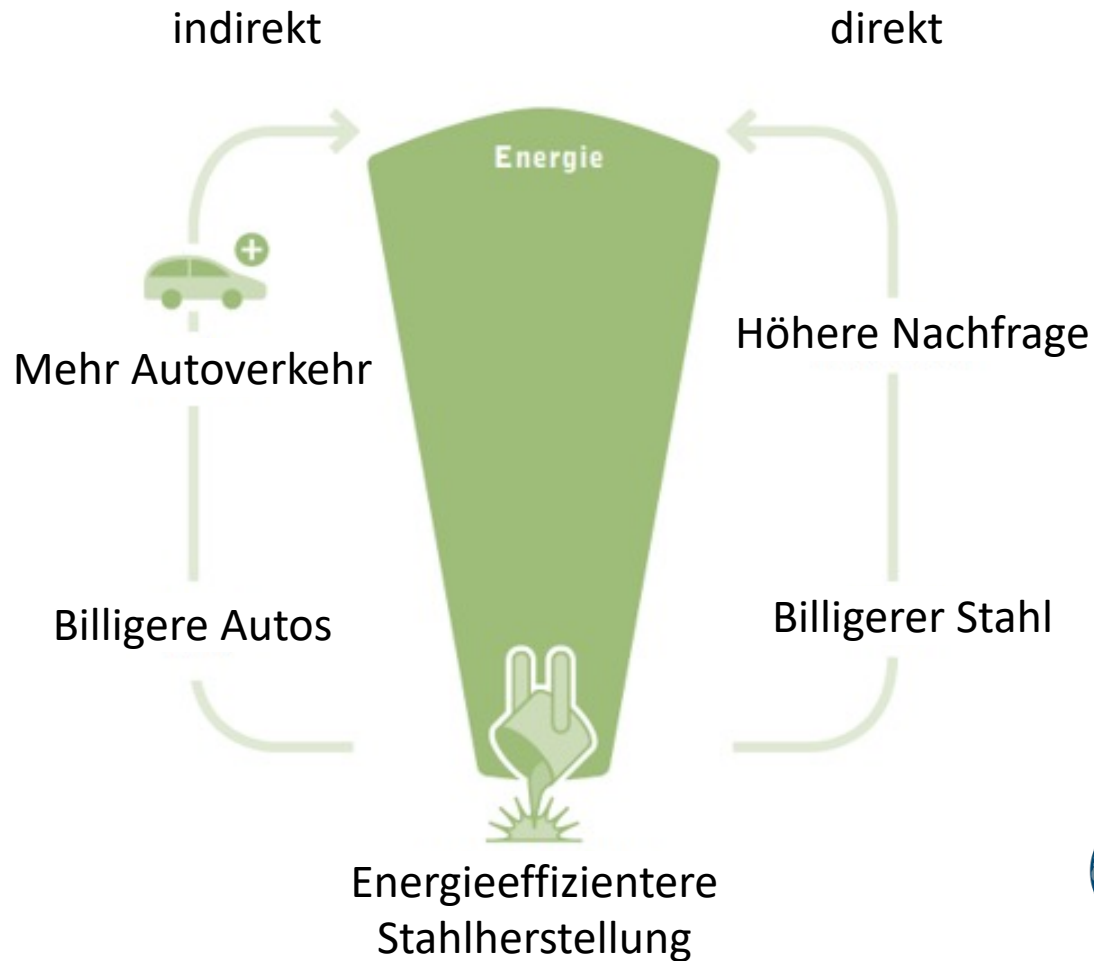 indirekt
direkt
Energie
Mehr Autoverkehr
Höhere Nachfrage
Billigere Autos
Billigerer Stahl
Energieeffizientere
Stahlherstellung